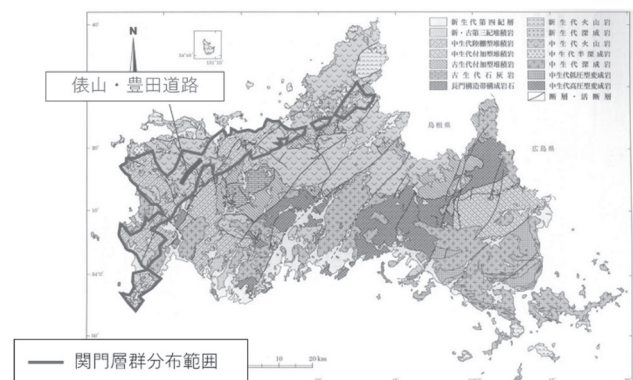 40′
N
俵山・豊田道路
30′
34°0′
島根県
広島県
新生代第四紀層
新・古第三紀堆積岩
中生代陸棚型堆積岩
中生代付加型堆積岩
古生代付加型堆積岩
古生代石灰岩
長門構造帯構成岩石
新生代火山岩
新生代深成岩
中生代火山岩
中生代半深成岩
中生代深成岩
中生代低圧型変成岩
中生代高圧型変成岩
断層・活断層
関門層群分布範囲
10
20km